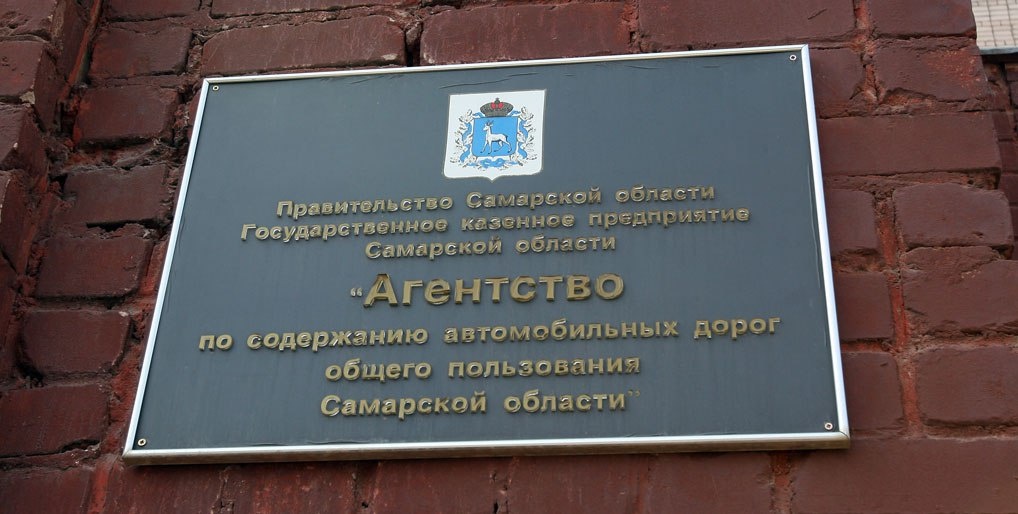 Правительство Самарской области
Государственное казенное предприятие
Самарской области
“Агентство
по содержанию автомобильных дорог
общего пользования
Самарской области”